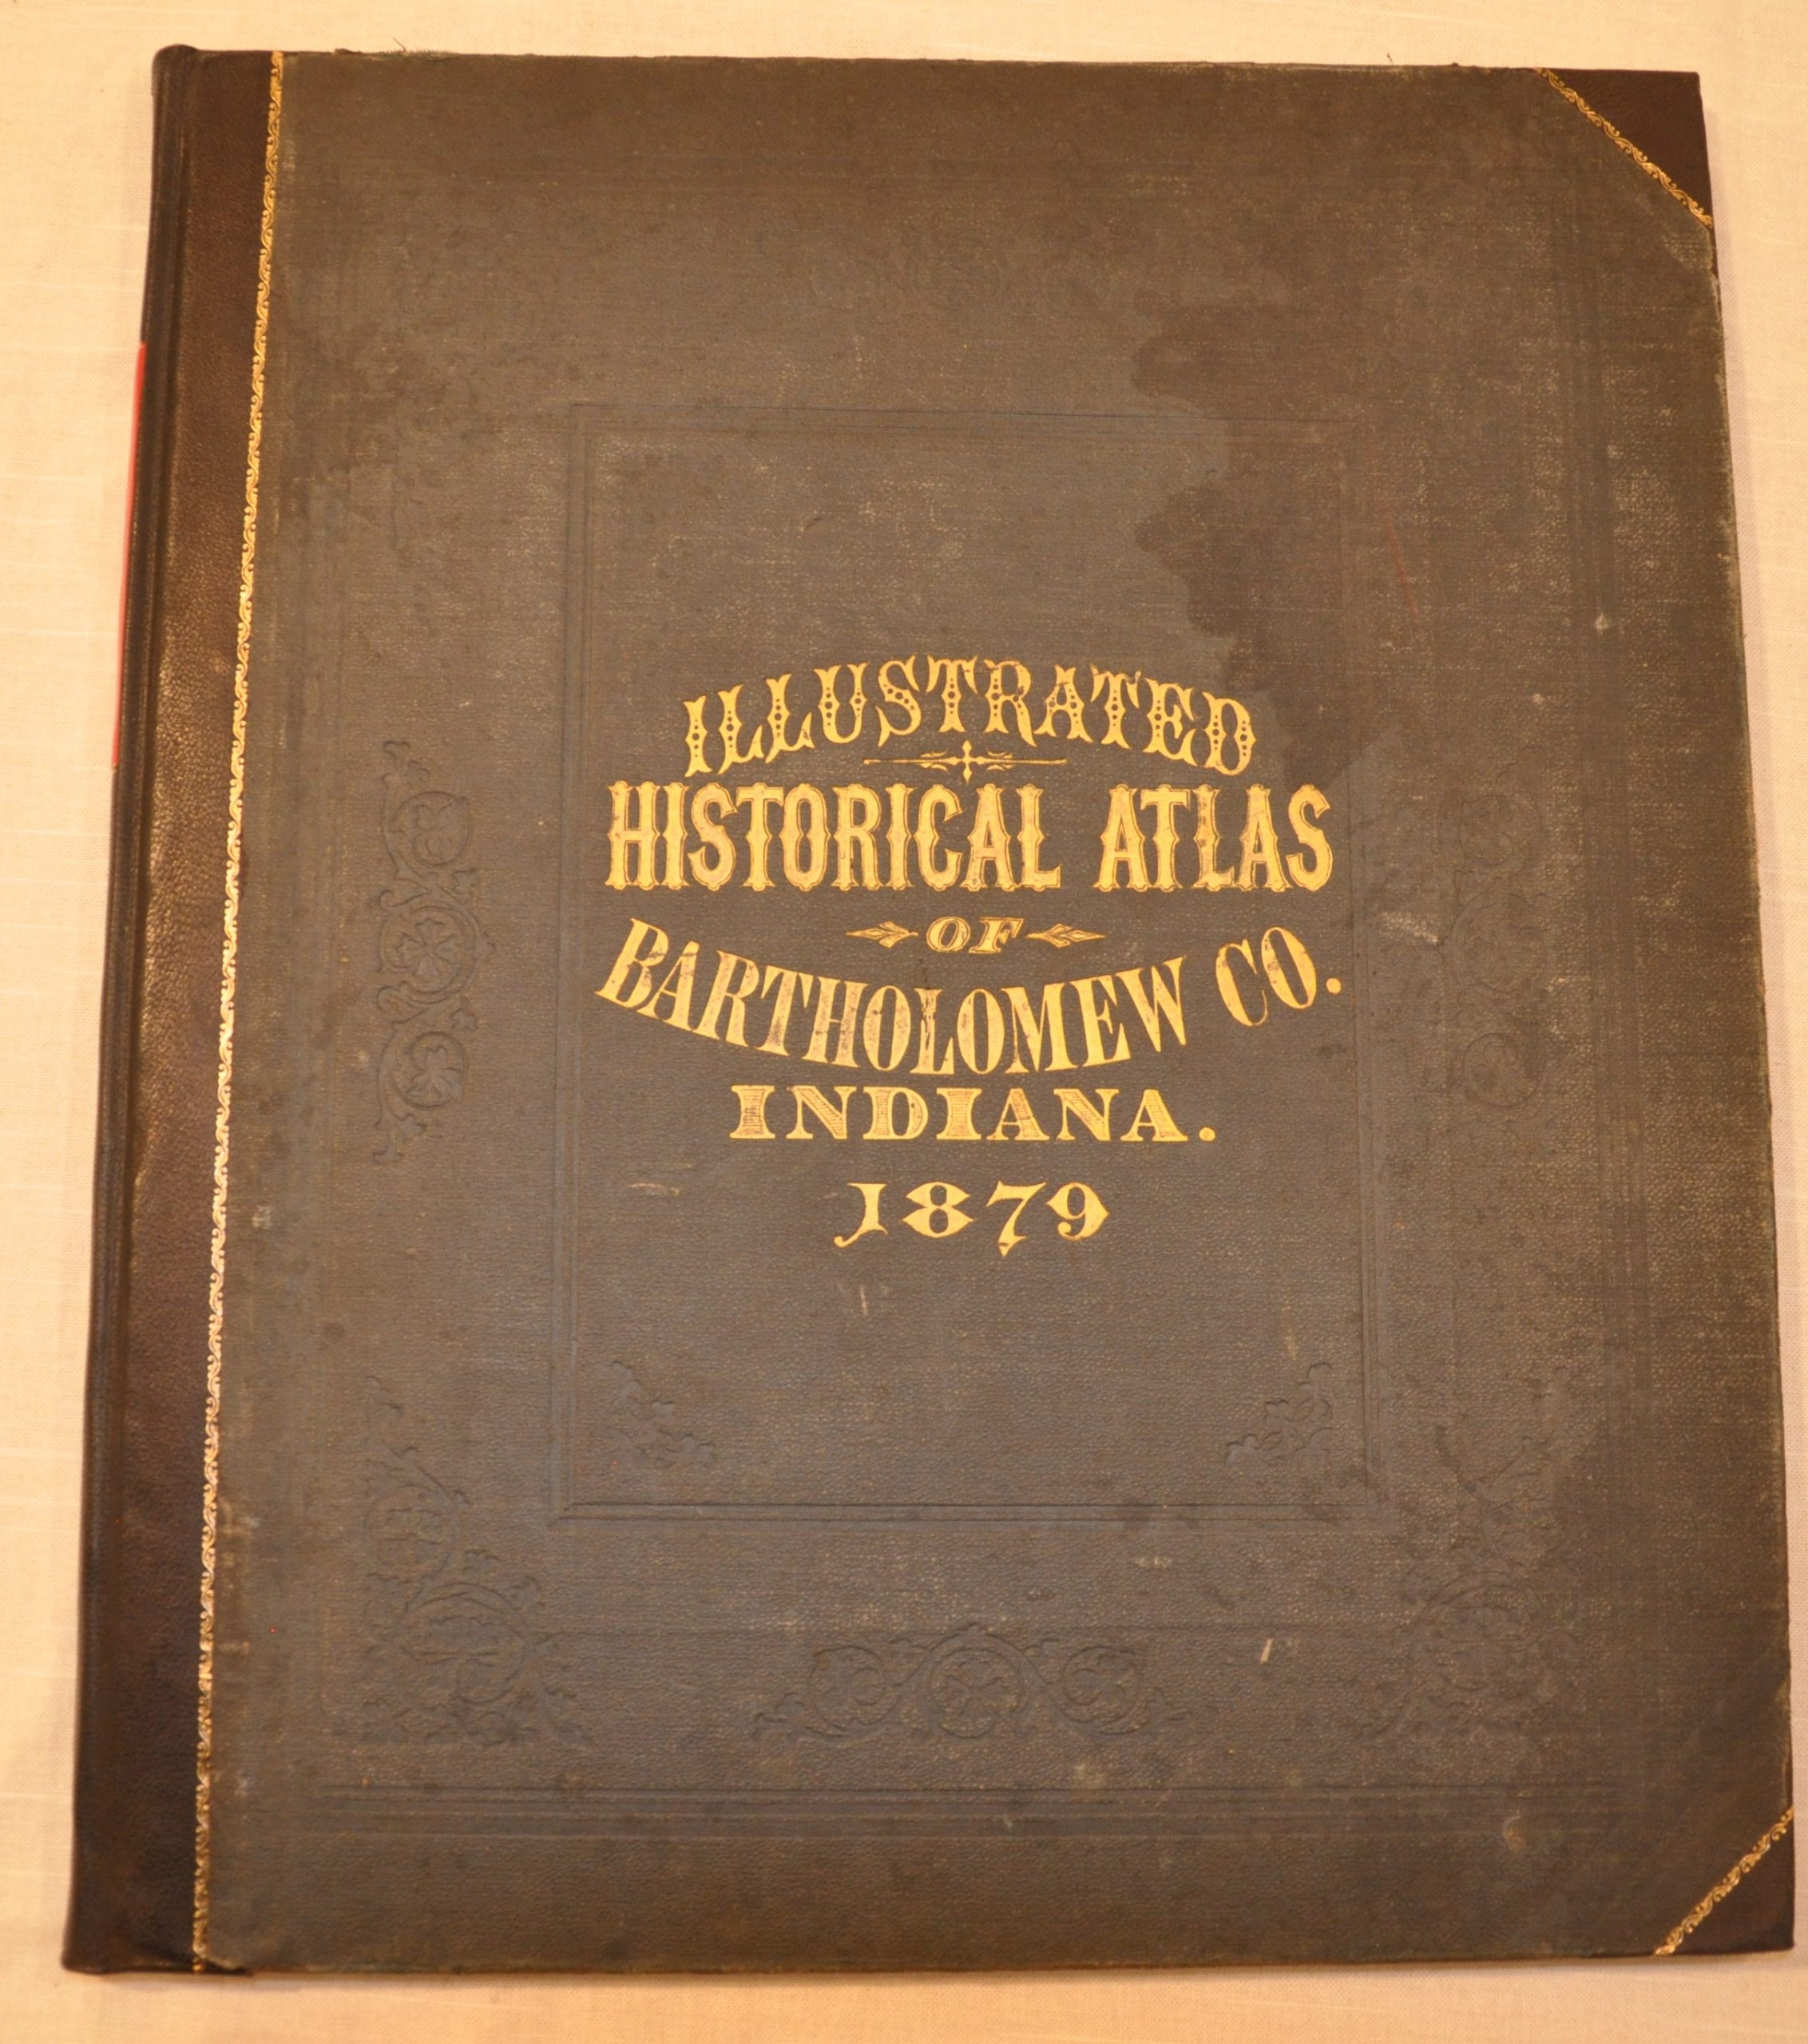 ILLUSTRATED
HISTORICAL ATLAS
OF
BARTHOLOMEW CO.
INDIANA.
1879